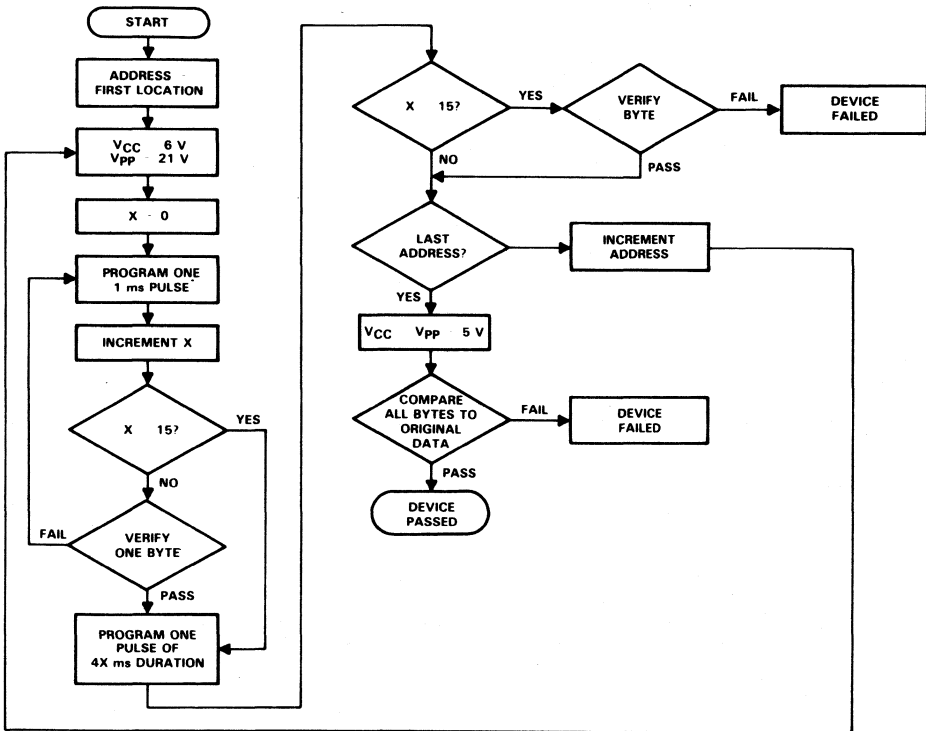 START
ADDRESS
FIRST LOCATION
VCC 6 V
VPP 21 V
X 0
PROGRAM ONE
1 ms PULSE
INCREMENT X
X 15?
YES
NO
VERIFY
ONE BYTE
FAIL
PASS
PROGRAM ONE
PULSE OF
4X ms DURATION
X 15?
YES
NO
VERIFY
BYTE
FAIL
PASS
DEVICE
FAILED
LAST
ADDRESS?
INCREMENT
ADDRESS
YES
VCC VPP 5 V
COMPARE
ALL BYTES TO
ORIGINAL
DATA
FAIL
DEVICE
FAILED
PASS
DEVICE
PASSED